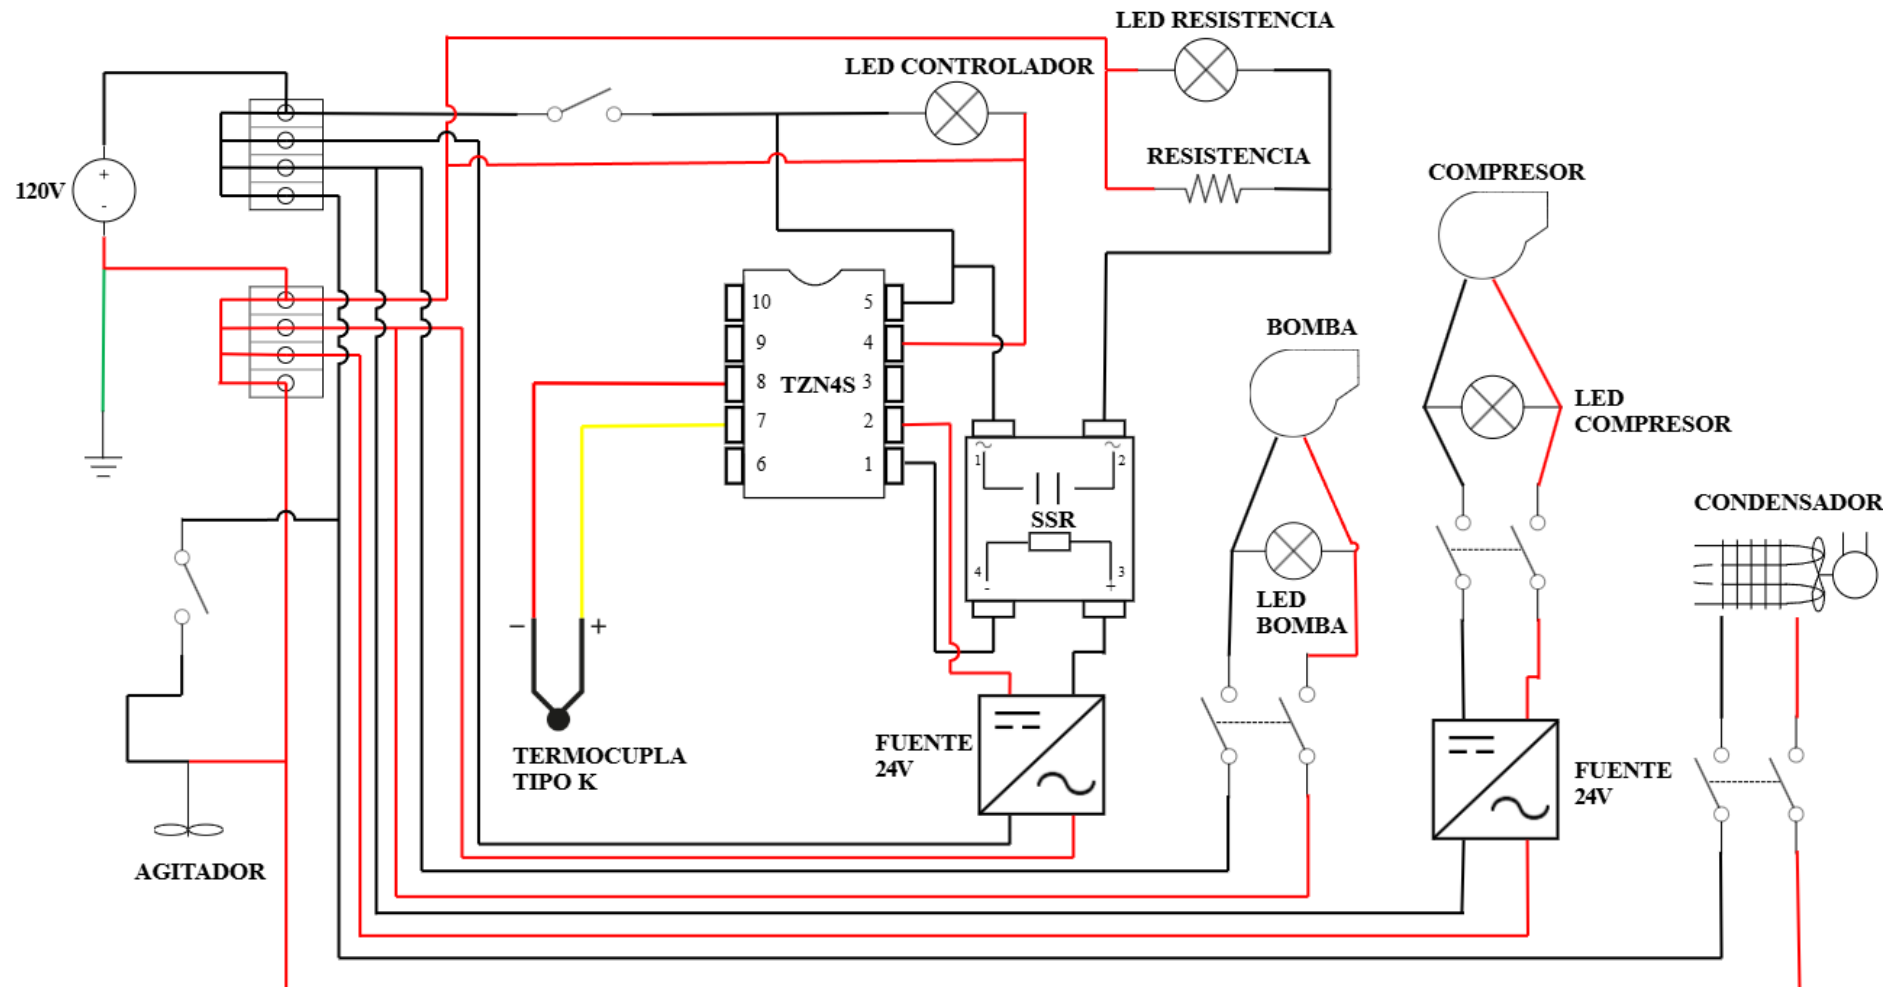 LED RESISTENCIA
LED CONTROLADOR
RESISTENCIA
COMPRESOR
120V
+
-
10
5
9
4
8
TZN4S
3
7
2
6
1
BOMBA
LED
COMPRESOR
1
2
SSR
4
3
-
+
CONDENSADOR
LED
BOMBA
−
+
TERMOCUPLA
TIPO K
FUENTE
24V
FUENTE
24V
AGITADOR